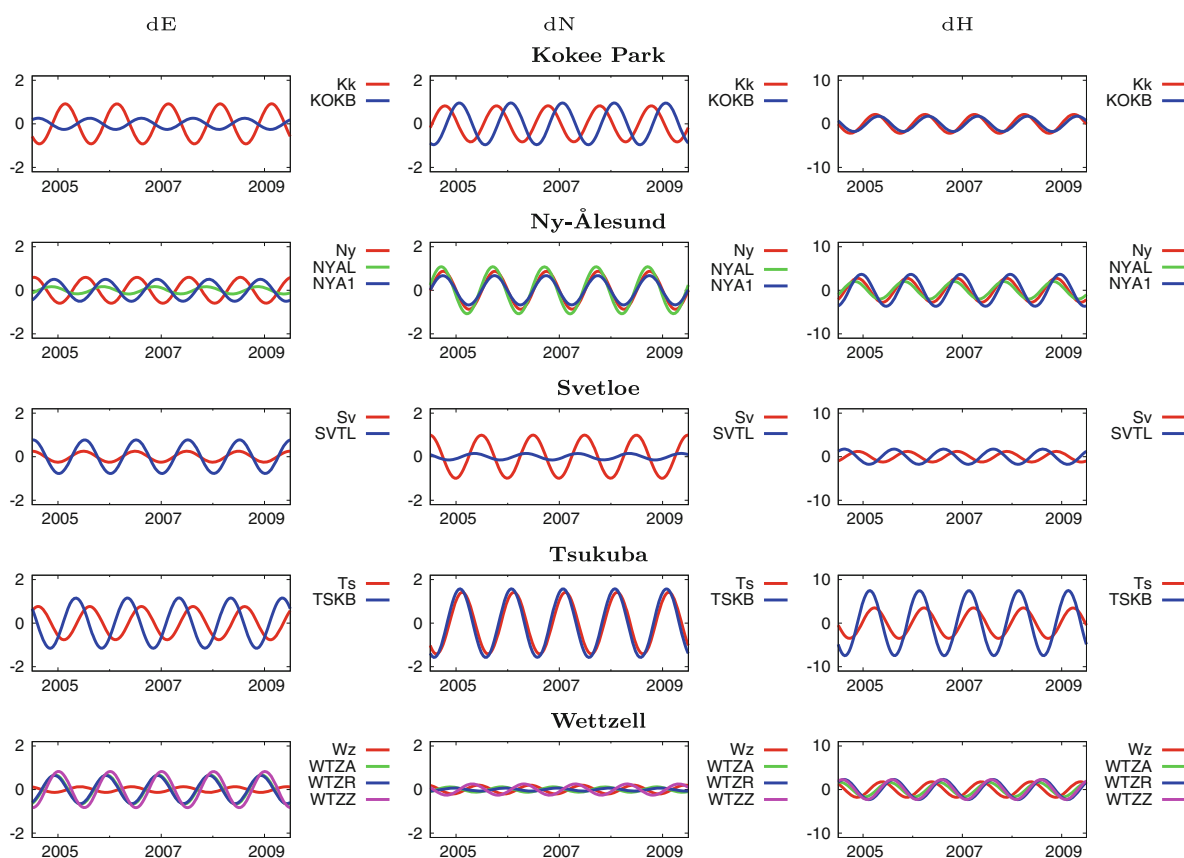 dE dN dH
Kokee Park
2 0 -2 Kk KOKB 2005 2007 2009
2 0 -2 Kk KOKB 2005 2007 2009
10 0 -10 Kk KOKB 2005 2007 2009
Ny-Ålesund
2 0 -2 Ny NYAL NYA1 2005 2007 2009
2 0 -2 Ny NYAL NYA1 2005 2007 2009
10 0 -10 Ny NYAL NYA1 2005 2007 2009
Svetloe
2 0 -2 Sv SVTL 2005 2007 2009
2 0 -2 Sv SVTL 2005 2007 2009
10 0 -10 Sv SVTL 2005 2007 2009
Tsukuba
2 0 -2 Ts TSKB 2005 2007 2009
2 0 -2 Ts TSKB 2005 2007 2009
10 0 -10 Ts TSKB 2005 2007 2009
Wettzell
2 0 -2 Wz WTZA WTZR WTZZ 2005 2007 2009
2 0 -2 Wz WTZA WTZR WTZZ 2005 2007 2009
10 0 -10 Wz WTZA WTZR WTZZ 2005 2007 2009